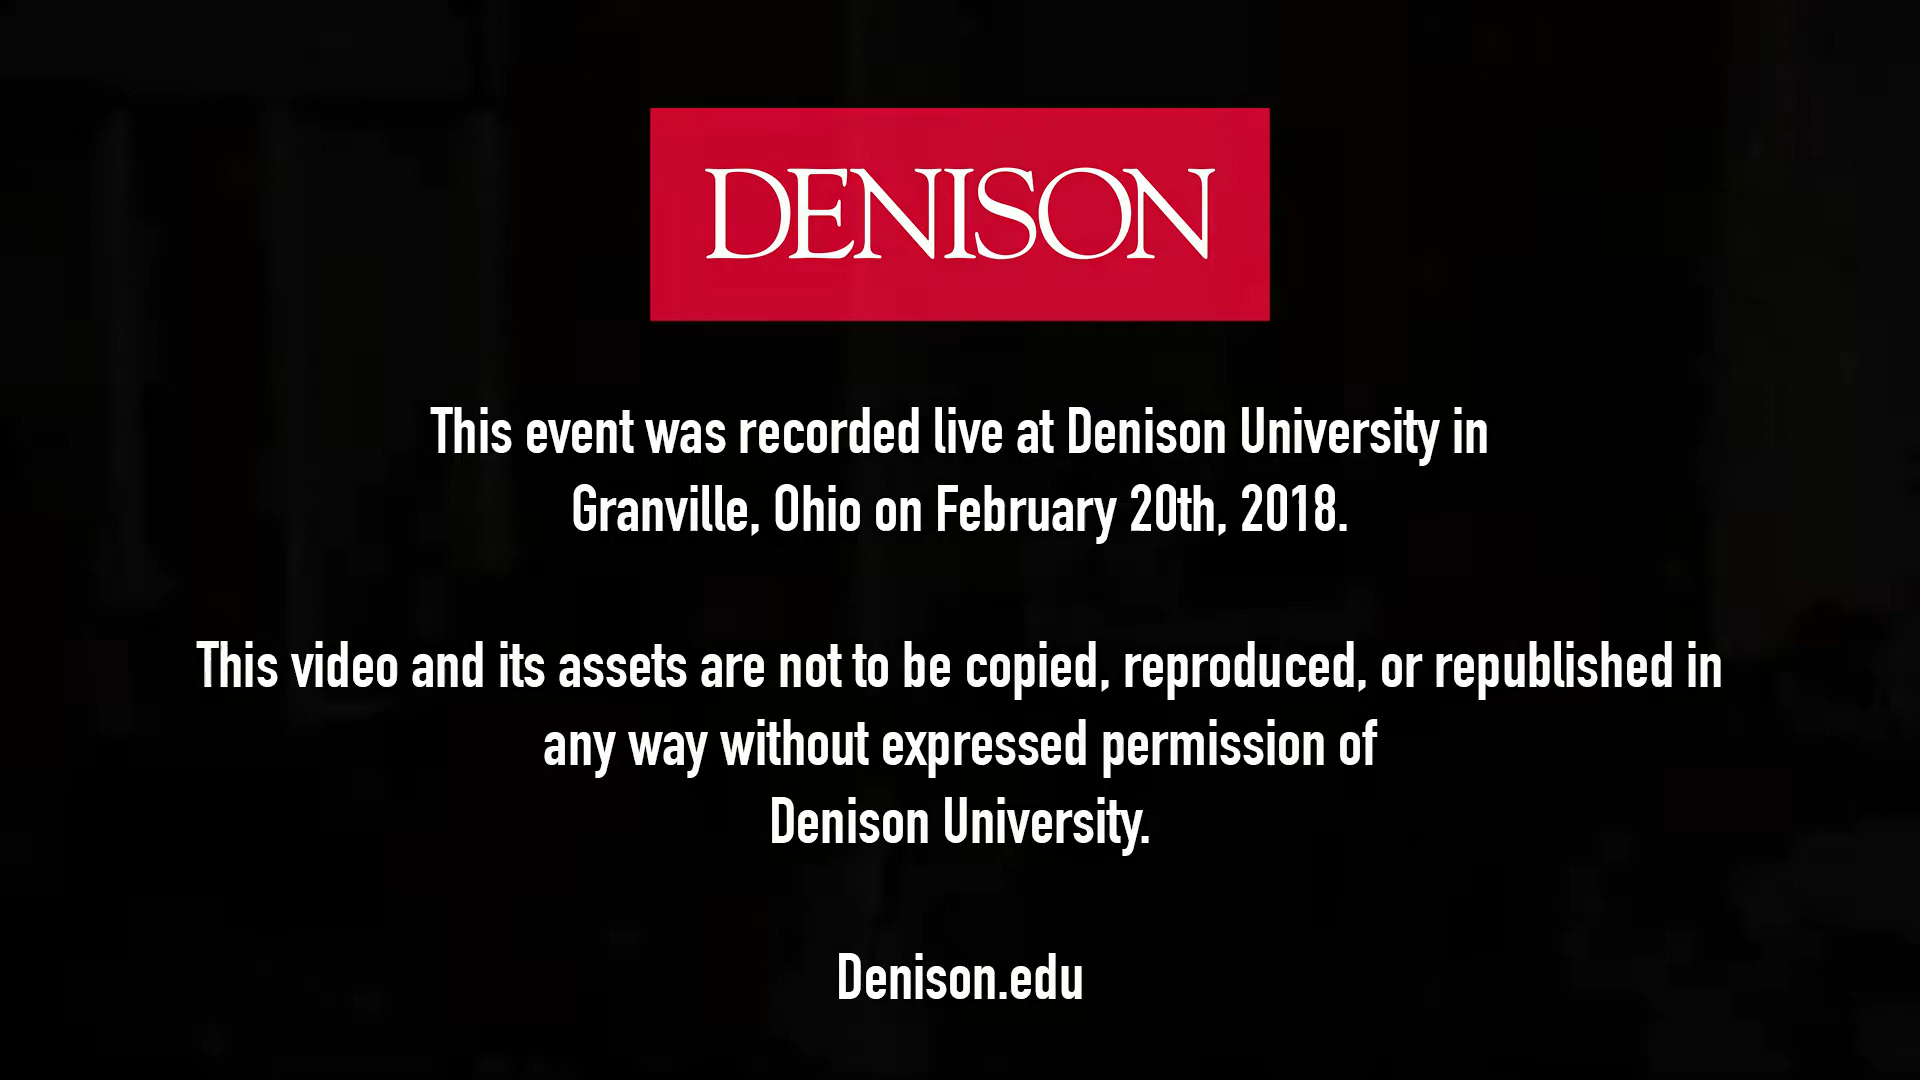 DENISON
This event was recorded live at Denison University in
Granville, Ohio on February 20th, 2018.
This video and its assets are not to be copied, reproduced, or republished in
any way without expressed permission of
Denison University.
Denison.edu